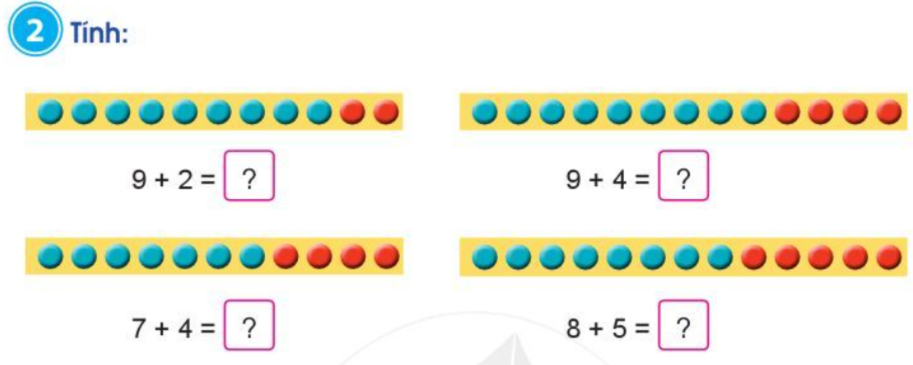 2 Tính:
9 + 2 = ?
9 + 4 = ?
7 + 4 = ?
8 + 5 = ?